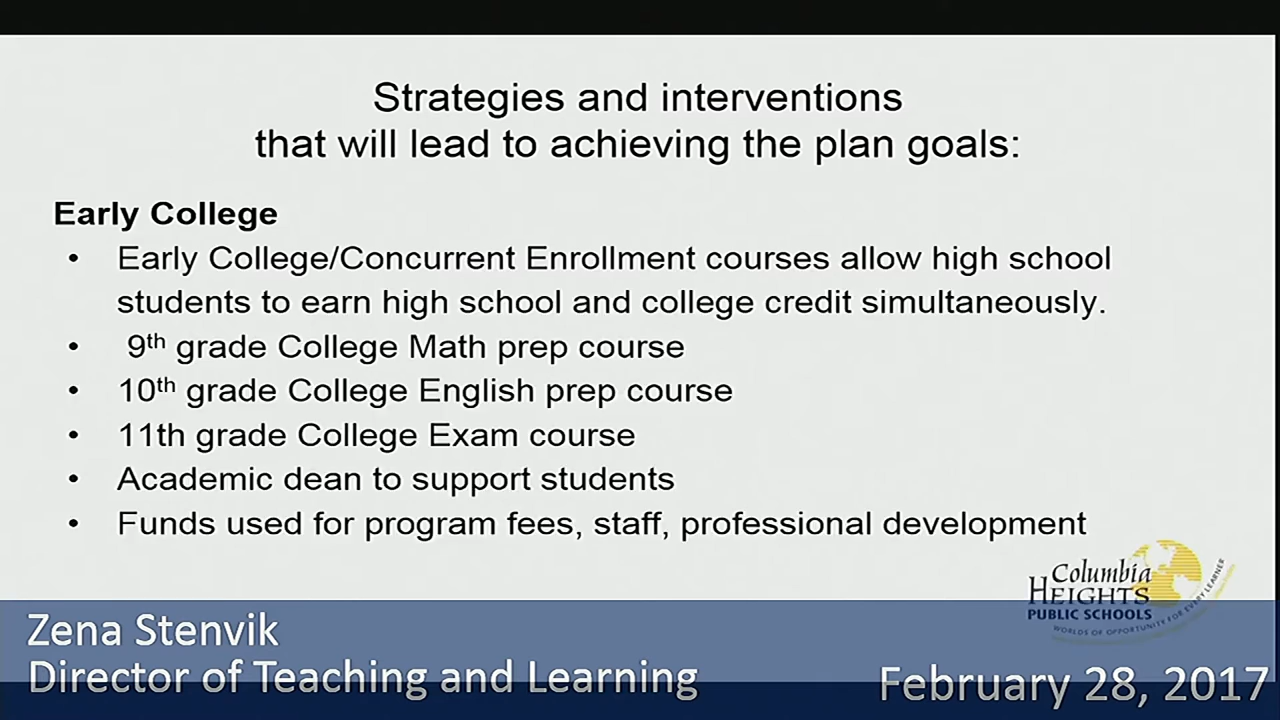 Strategies and interventions
that will lead to achieving the plan goals:
Early College
• Early College/Concurrent Enrollment courses allow high school
students to earn high school and college credit simultaneously.
• 9th grade College Math prep course
• 10th grade College English prep course
• 11th grade College Exam course
• Academic dean to support students
• Funds used for program fees, staff, professional development
Columbia
HEIGHTS
PUBLIC SCHOOLS
WORLDS OF OPPORTUNITY FOR EVERY LEARNER
Zena Stenvik
Director of Teaching and Learning
February 28, 2017